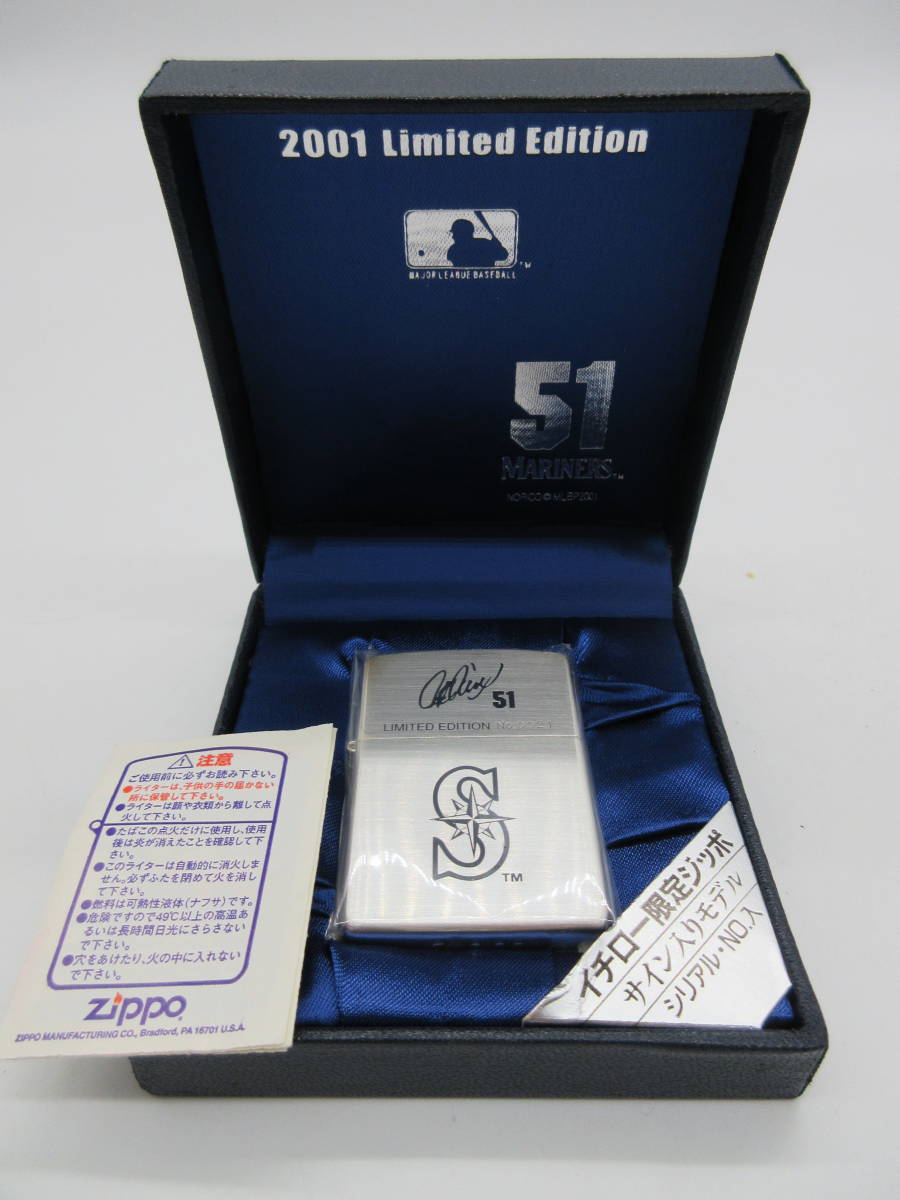 2001 Limited Edition
MAJOR LEAGUE BASEBALL
TM
51
MARINERS
TM
©MLBP2001
51
LIMITED EDITION No.
S
TM
注意
ご使用前に必ずお読み下さい。
●ライターは、子供の手の届かない
所に保管して下さい。
●ライターは顔や衣類から離して点
火して下さい。
●たばこの点火だけに使用し、使用
後は炎が消えたことを確認して下
さい。
●このライターは自動的に消火しま
せん。必ずふたを閉めて火を消し
て下さい。
●燃料は可熱性液体(ナフサ)です。
●危険ですので49℃以上の高温あ
るいは長時間日光にさらさない
で下さい。
●穴をあけたり、火の中に入れない
で下さい。
zippo
ZIPPO MANUFACTURING CO., Bradford, PA 16701 U.S.A.
イチロー限定ジッポ
サイン入りモデル
シリアル・NO.入